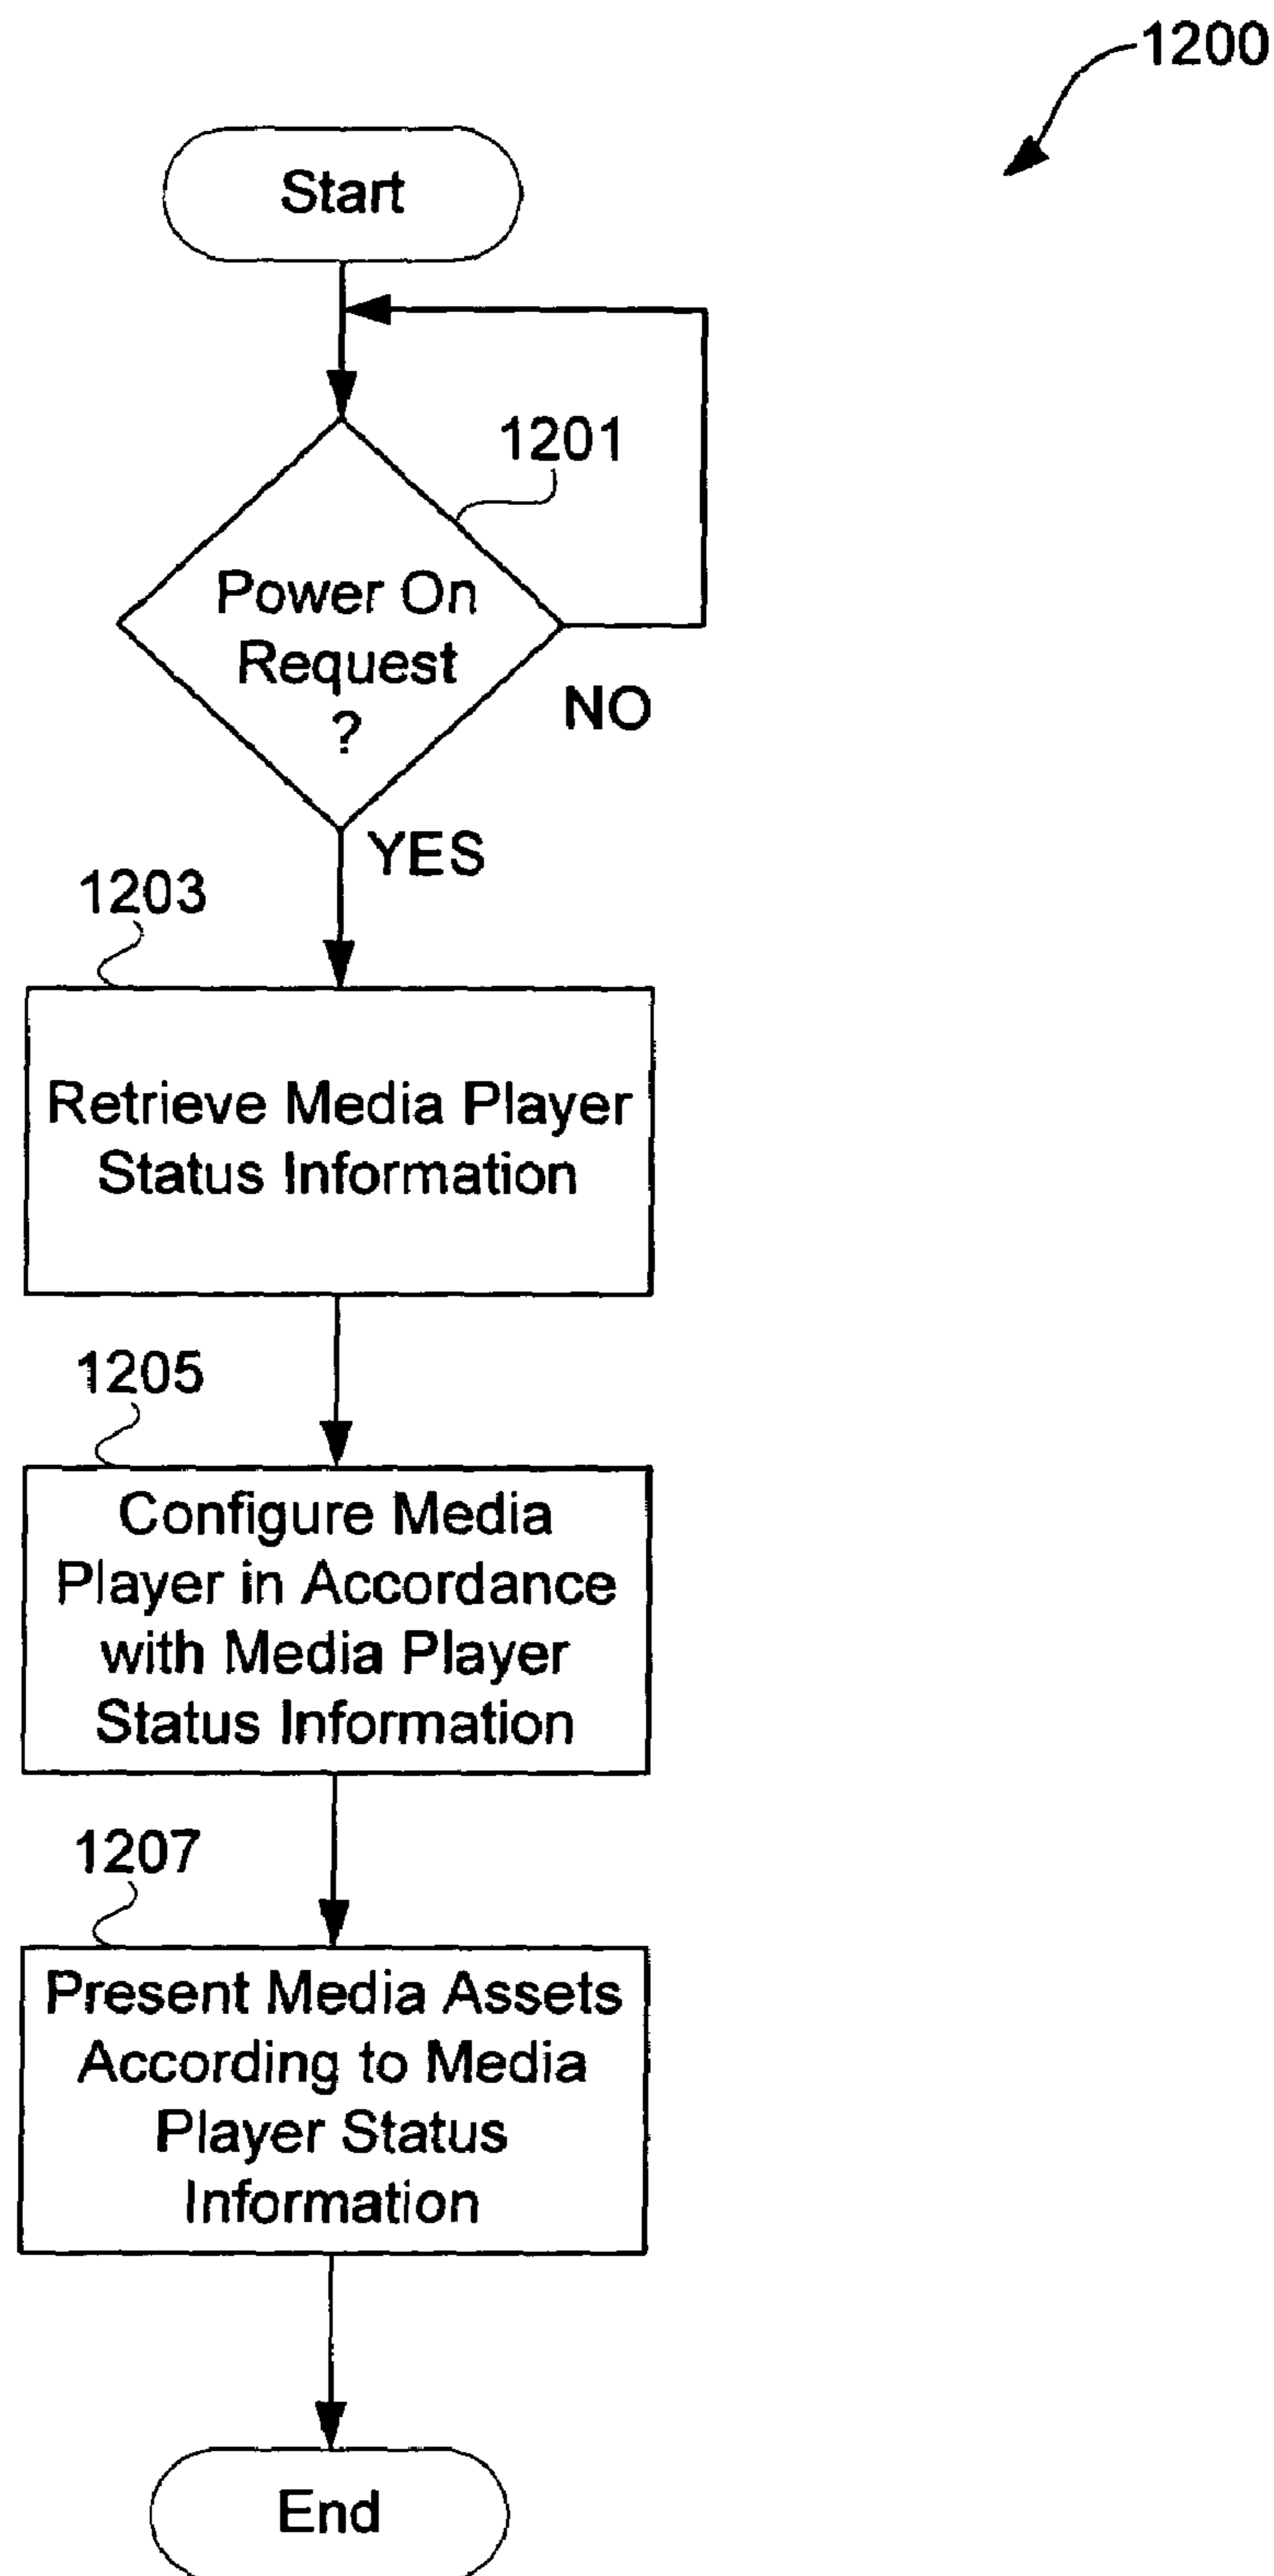 1200
Start
1201
Power On
Request
?
NO
YES
1203
Retrieve Media Player
Status Information
1205
Configure Media
Player in Accordance
with Media Player
Status Information
1207
Present Media Assets
According to Media
Player Status
Information
End